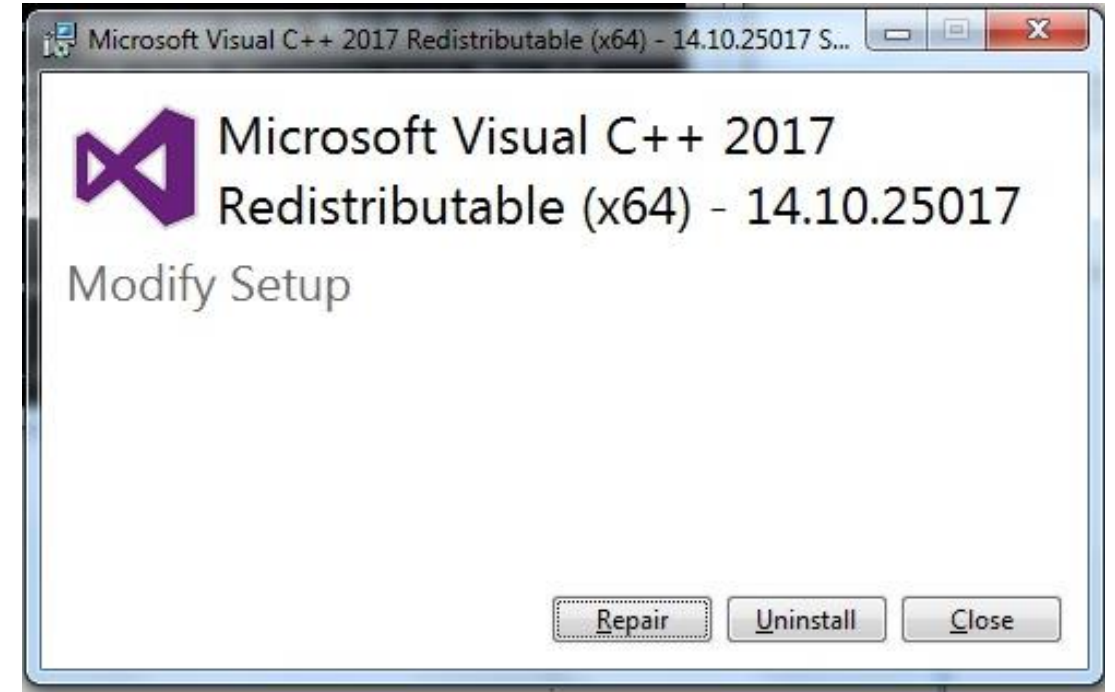 Microsoft Visual C++ 2017 Redistributable (x64) - 14.10.25017 S...
Microsoft Visual C++ 2017
Redistributable (x64) - 14.10.25017
Modify Setup
Repair Uninstall Close